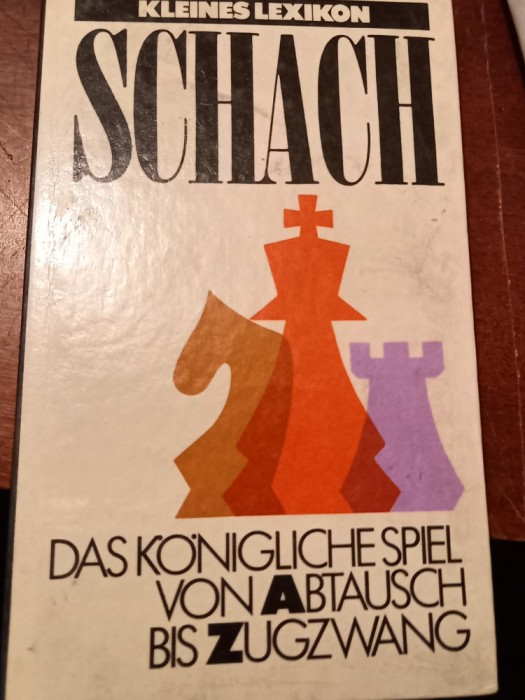 KLEINES LEXIKON
SCHACH
DAS KÖNIGLICHE SPIEL
VON ABTAUSCH
BIS ZUGZWANG